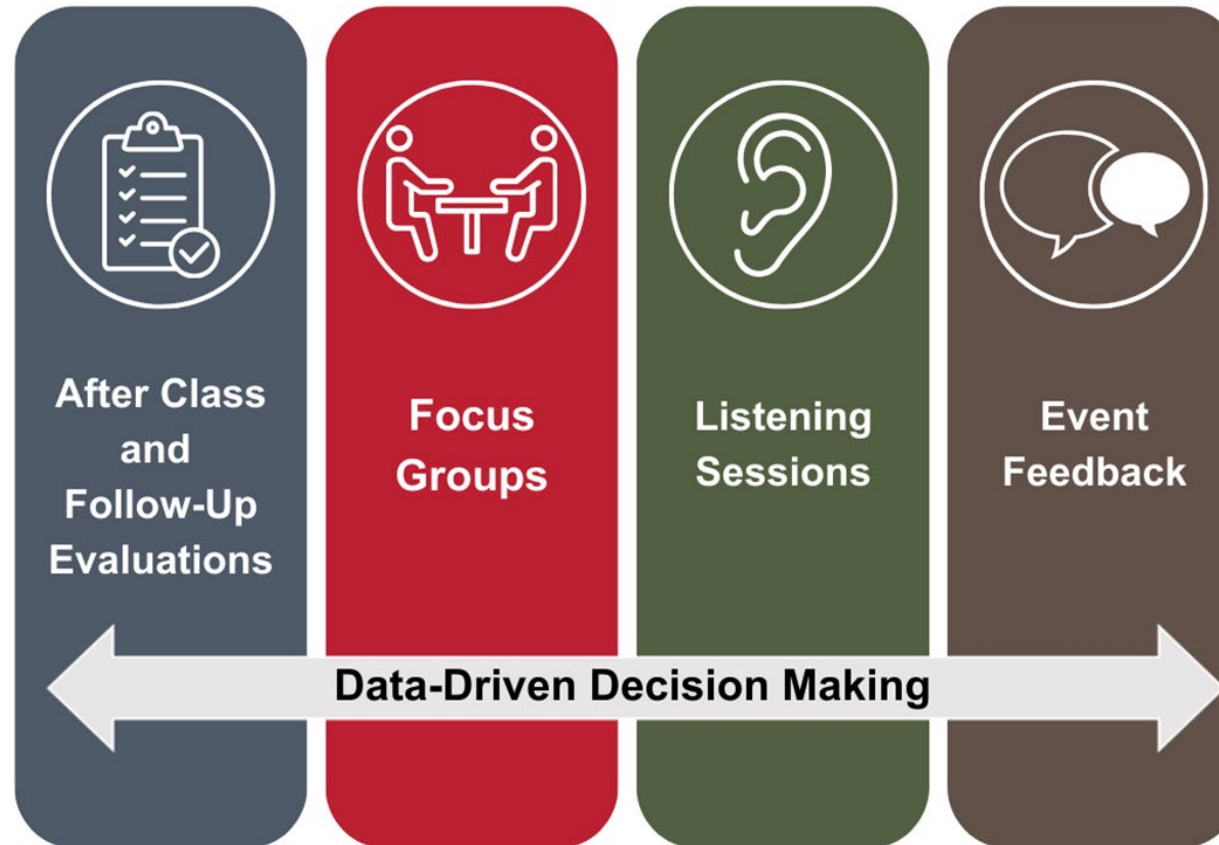 After Class
and
Follow-Up
Evaluations
Focus
Groups
Listening
Sessions
Event
Feedback
Data-Driven Decision Making